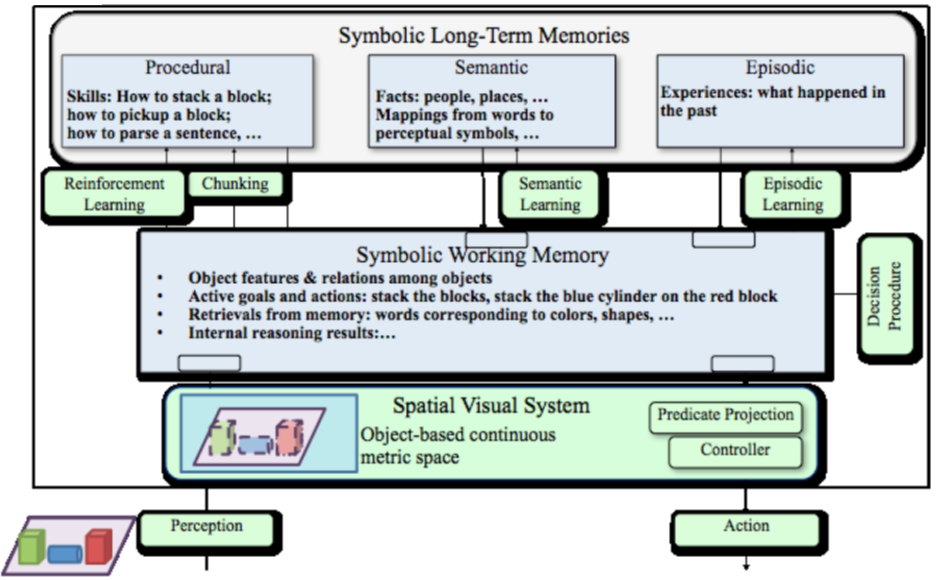 Symbolic Long-Term Memories
Procedural
Skills: How to stack a block;
how to pickup a block;
how to parse a sentence, ...
Semantic
Facts: people, places, ...
Mappings from words to
perceptual symbols, ...
Episodic
Experiences: what happened in
the past
Reinforcement
Learning
Chunking
Semantic
Learning
Episodic
Learning
Symbolic Working Memory
• Object features & relations among objects
• Active goals and actions: stack the blocks, stack the blue cylinder on the red block
• Retrievals from memory: words corresponding to colors, shapes, ...
• Internal reasoning results:...
Decision
Procedure
Spatial Visual System
Object-based continuous
metric space
Predicate Projection
Controller
Perception
Action